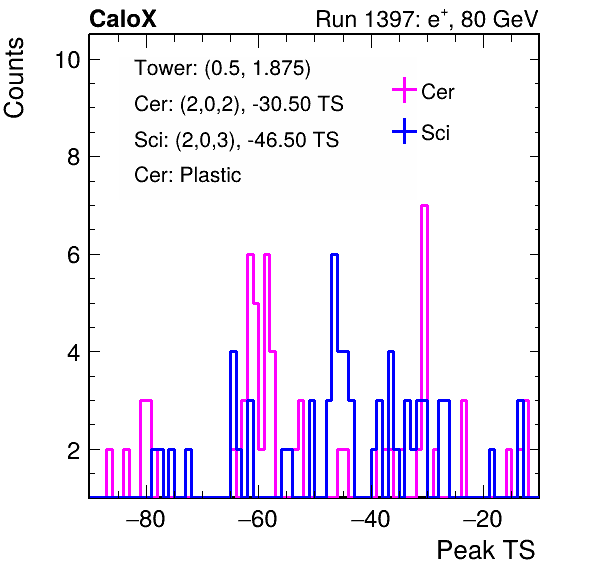 CaloX Run 1397: e⁺, 80 GeV
Counts
Tower: (0.5, 1.875)
Cer: (2,0,2), -30.50 TS
Sci: (2,0,3), -46.50 TS
Cer: Plastic
Cer
Sci
10
8
6
4
2
−80 −60 −40 −20
Peak TS